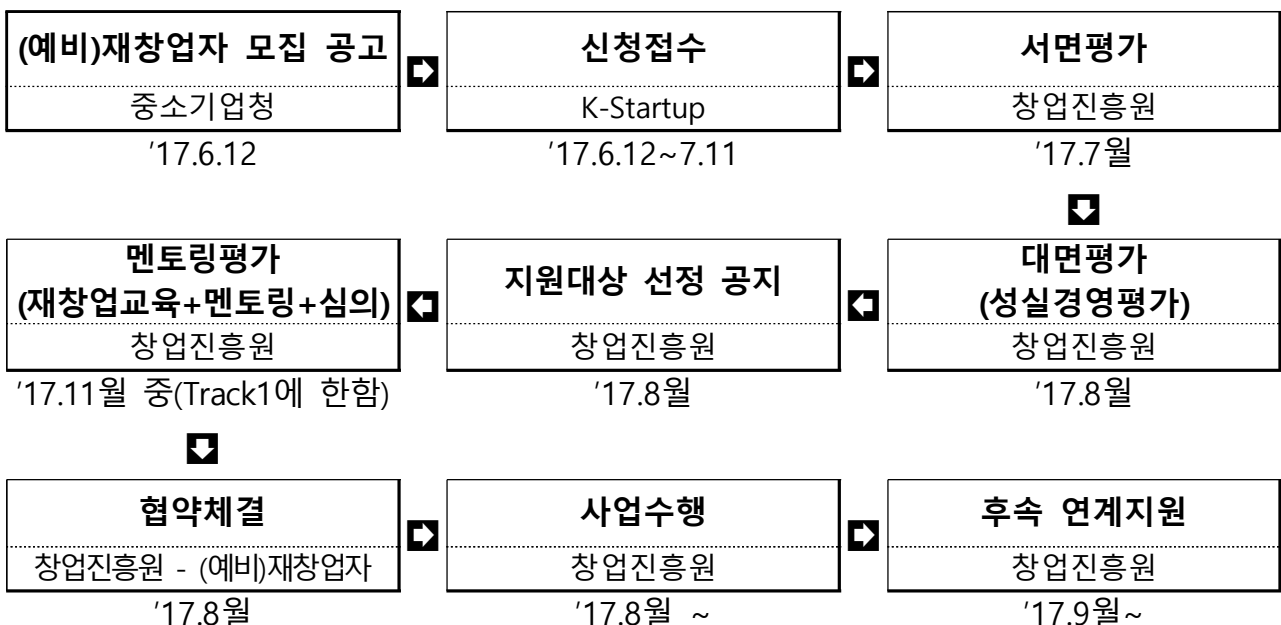 (예비)재창업자 모집 공고
중소기업청
'17.6.12
신청접수
K-Startup
'17.6.12~7.11
서면평가
창업진흥원
'17.7월
대면평가
(성실경영평가)
창업진흥원
'17.8월
지원대상 선정 공지
창업진흥원
'17.8월
멘토링평가
(재창업교육+멘토링+심의)
창업진흥원
'17.11월 중(Track1에 한함)
협약체결
창업진흥원 - (예비)재창업자
'17.8월
사업수행
창업진흥원
'17.8월 ~
후속 연계지원
창업진흥원
'17.9월~